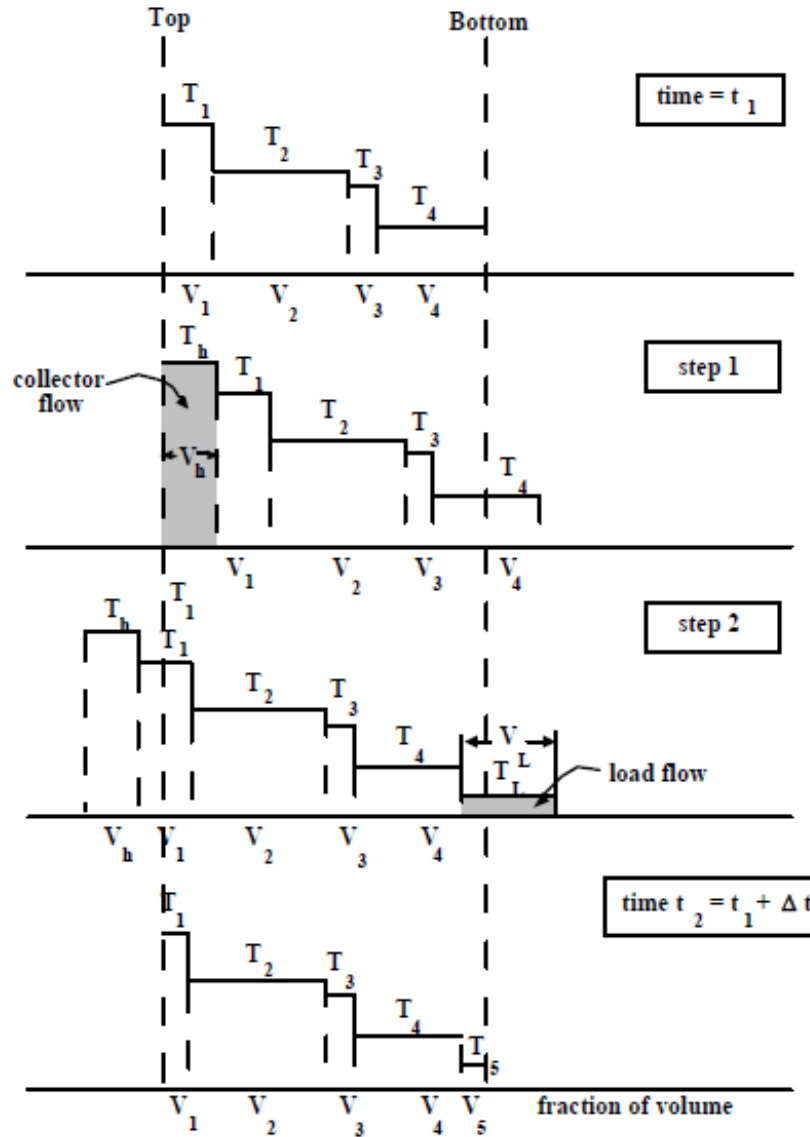 Top Bottom
T1 T2 T3 T4 time = t1
V1 V2 V3 V4
Th T1 T2 T3 T4 step 1
collector
flow
Vh
V1 V2 V3 V4
T1
Th T1 T2 T3 T4 step 2
VL
TL load flow
Vh V1 V2 V3 V4
T1 T2 T3 T4 T5 time t2 = t1 + Δ t
V1 V2 V3 V4 V5 fraction of volume